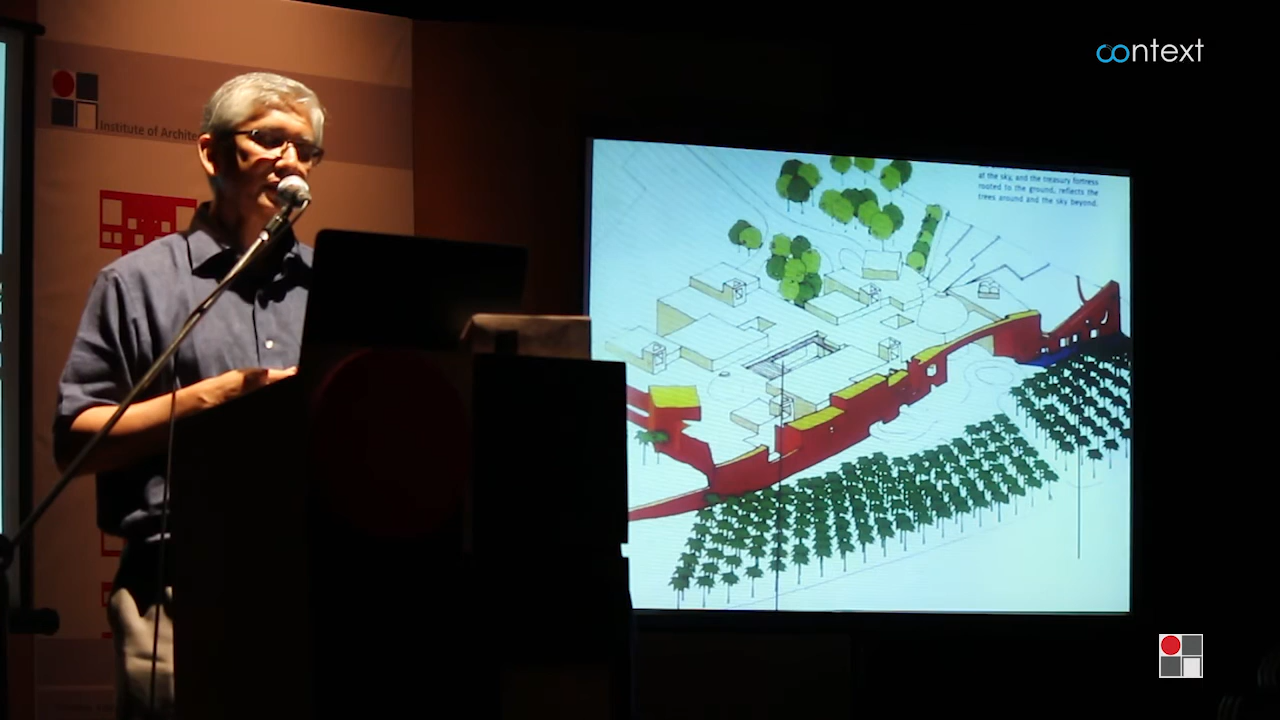 context
Institute of Archite
at the sky, and the treasury fortress
rooted to the ground, reflects the
trees around and the sky beyond.